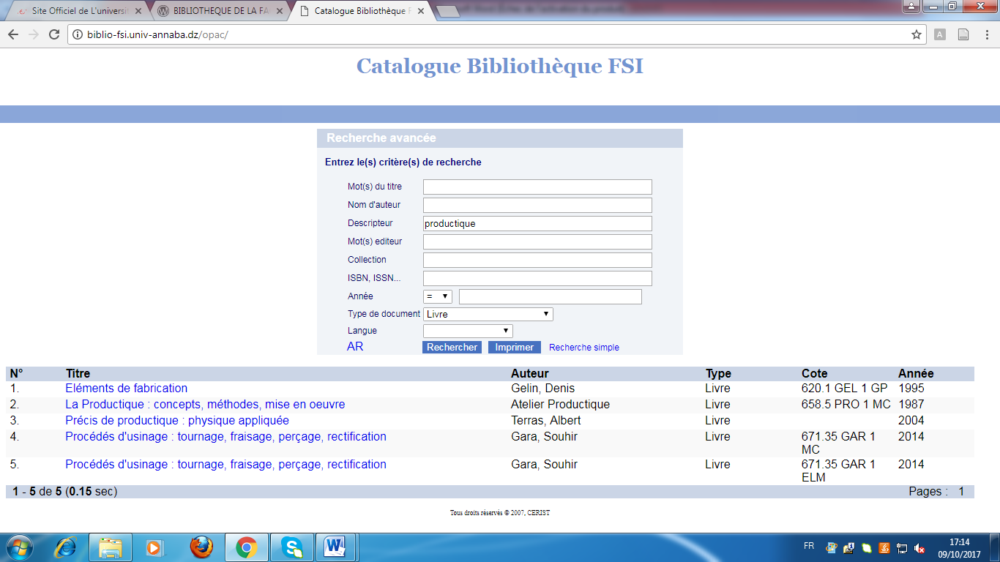 Site Officiel de L'universit
BIBLIOTHEQUE DE LA FA
Catalogue Bibliothèque F
biblio-fsi.univ-annaba.dz/opac/
Catalogue Bibliothèque FSI
Recherche avancée
Entrez le(s) critère(s) de recherche
Mot(s) du titre
Nom d'auteur
Descripteur productique
Mot(s) editeur
Collection
ISBN, ISSN...
Année =
Type de document Livre
Langue
AR Rechercher Imprimer Recherche simple
N° Titre Auteur Type Cote Année
1. Eléments de fabrication Gelin, Denis Livre 620.1 GEL 1 GP 1995
2. La Productique : concepts, méthodes, mise en oeuvre Atelier Productique Livre 658.5 PRO 1 MC 1987
3. Précis de productique : physique appliquée Terras, Albert Livre 2004
4. Procédés d'usinage : tournage, fraisage, perçage, rectification Gara, Souhir Livre 671.35 GAR 1 2014
MC
5. Procédés d'usinage : tournage, fraisage, perçage, rectification Gara, Souhir Livre 671.35 GAR 1 2014
ELM
1 - 5 de 5 (0.15 sec) Pages : 1
Tous droits réservés © 2007, CERIST
FR 17:14
09/10/2017